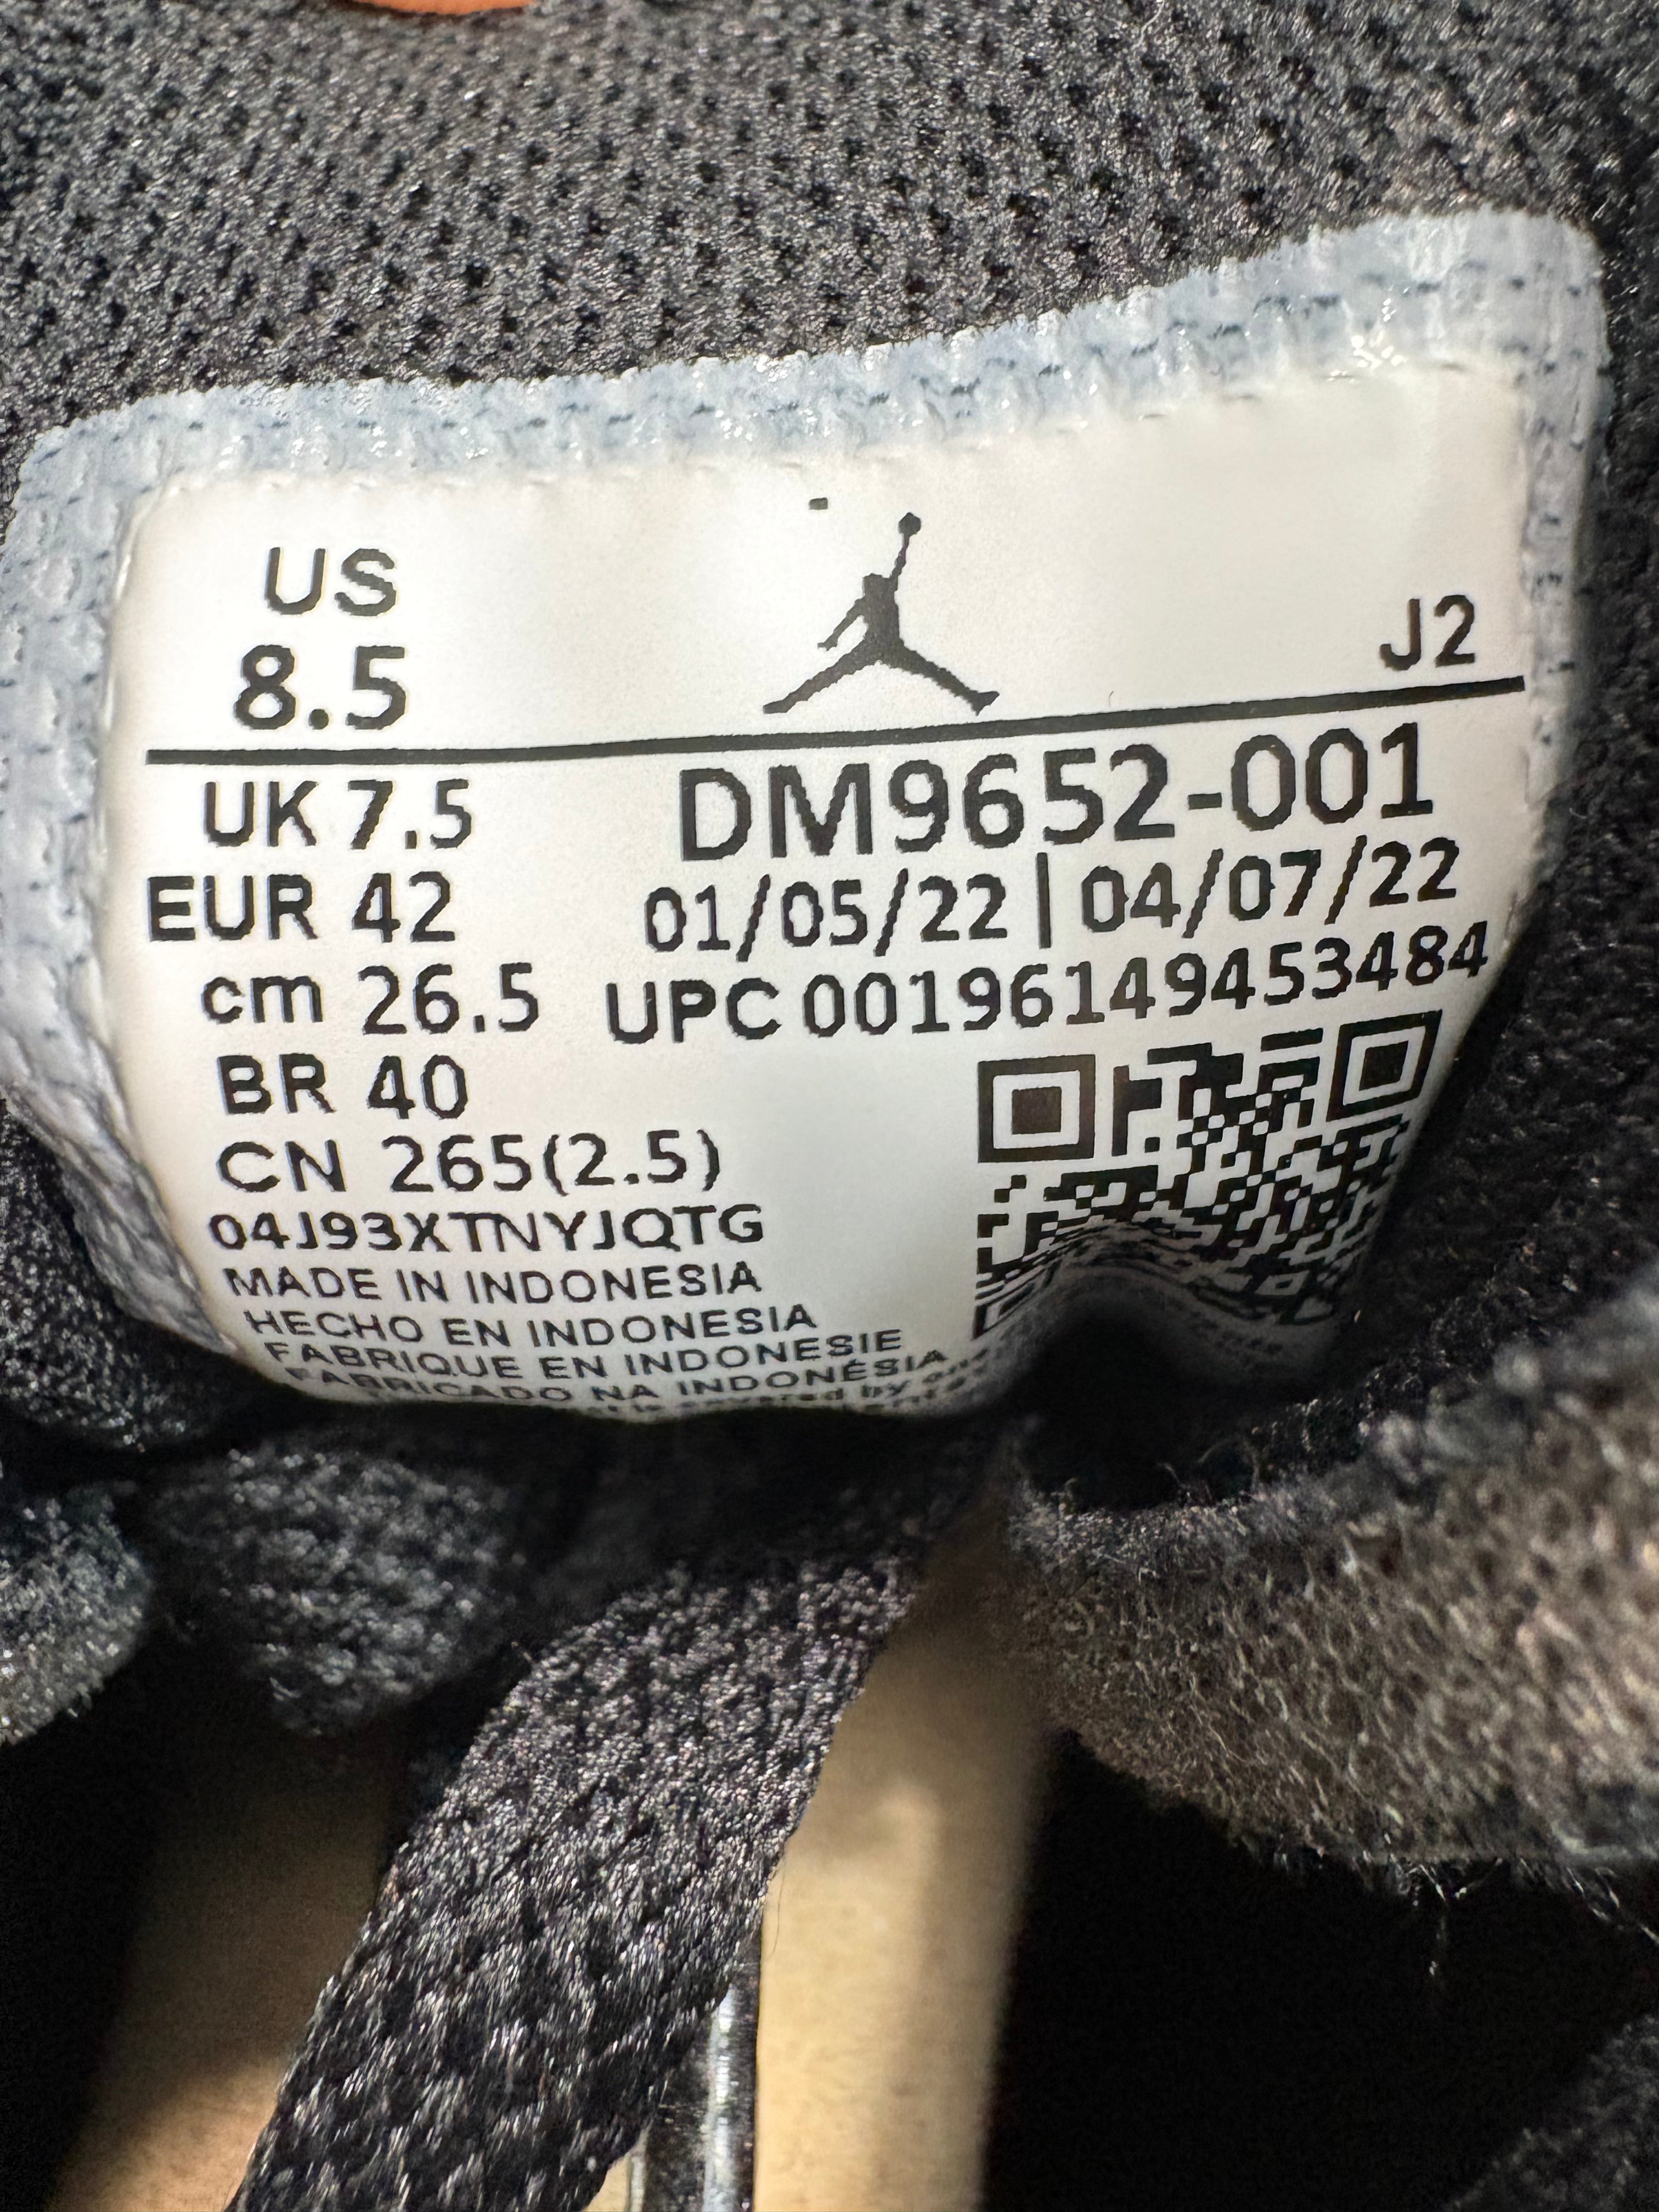 US
8.5
J2
UK 7.5
DM9652-001
EUR 42
01/05/22 | 04/07/22
cm 26.5
UPC 00196149453484
BR 40
CN 265(2.5)
04J93XTNYJQTG
MADE IN INDONESIA
HECHO EN INDONESIA
FABRIQUE EN INDONESIE
FABRICADO NA INDONÉSIA
by